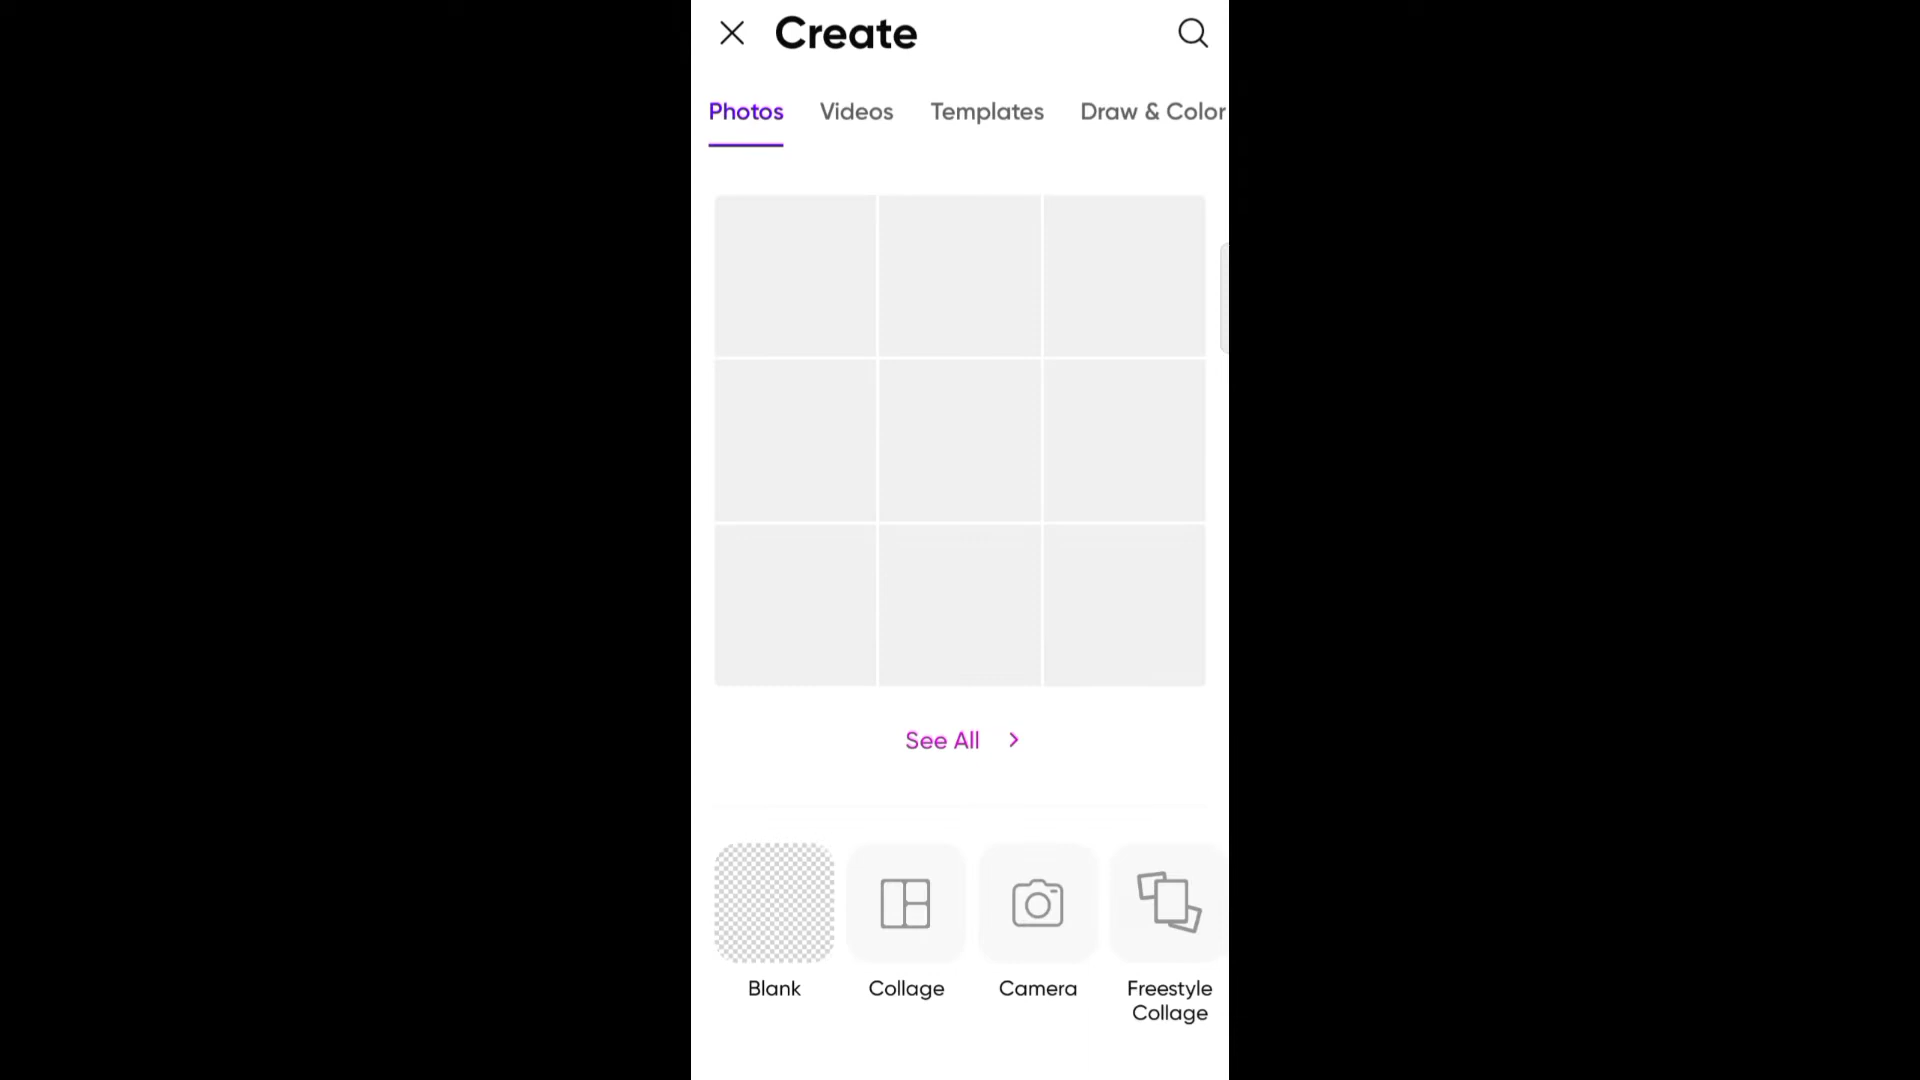 Create
Photos Videos Templates Draw & Color
See All
Blank Collage Camera Freestyle
Collage